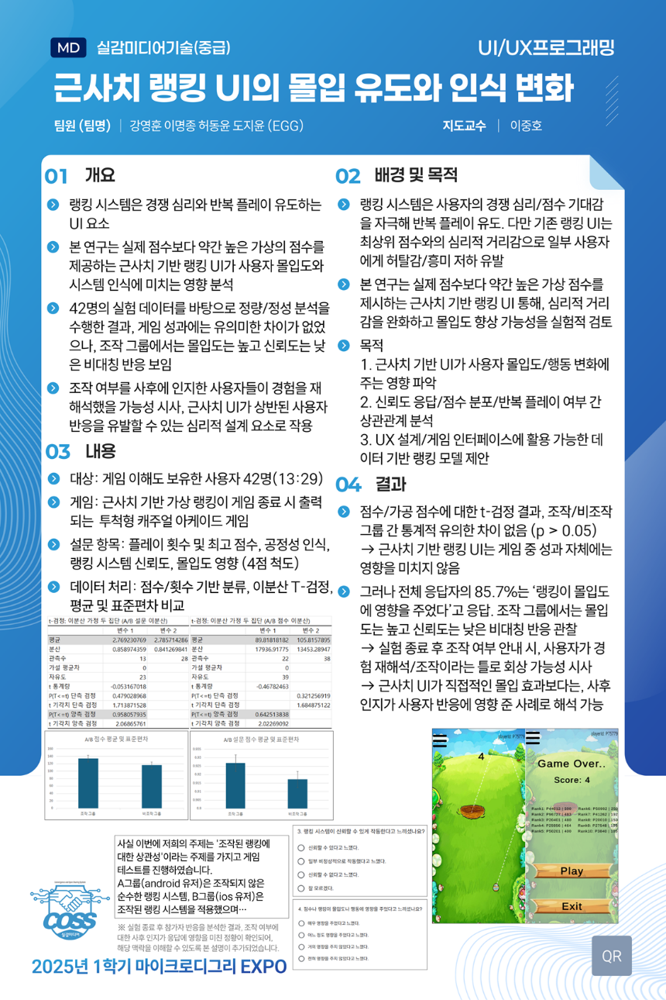 MD 실감미디어기술(중급)
UI/UX프로그래밍
근사치 랭킹 UI의 몰입 유도와 인식 변화
팀원 (팀명) | 강영훈 이명종 허동윤 도지윤 (EGG)
지도교수 | 이중호
01 개요
랭킹 시스템은 경쟁 심리와 반복 플레이 유도하는
UI 요소
본 연구는 실제 점수보다 약간 높은 가상의 점수를
제공하는 근사치 기반 랭킹 UI가 사용자 몰입도와
시스템 인식에 미치는 영향 분석
42명의 실험 데이터를 바탕으로 정량/정성 분석을
수행한 결과, 게임 성과에는 유의미한 차이가 없었
으나, 조작 그룹에서는 몰입도는 높고 신뢰도는 낮
은 비대칭 반응 보임
조작 여부를 사후에 인지한 사용자들이 경험을 재
해석했을 가능성 시사, 근사치 UI가 상반된 사용자
반응을 유발할 수 있는 심리적 설계 요소로 작용
02 배경 및 목적
랭킹 시스템은 사용자의 경쟁 심리/점수 기대감
을 자극해 반복 플레이 유도. 다만 기존 랭킹 UI는
최상위 점수와의 심리적 거리감으로 일부 사용자
에게 허탈감/흥미 저하 유발
본 연구는 실제 점수보다 약간 높은 가상 점수를
제시하는 근사치 기반 랭킹 UI 통해, 심리적 거리
감을 완화하고 몰입도 향상 가능성을 실험적 검토
목적
1. 근사치 기반 UI가 사용자 몰입도/행동 변화에
주는 영향 파악
2. 신뢰도 응답/점수 분포/반복 플레이 여부 간
상관관계 분석
3. UX 설계/게임 인터페이스에 활용 가능한 데
이터 기반 랭킹 모델 제안
03 내용
대상: 게임 이해도 보유한 사용자 42명(13:29)
게임: 근사치 기반 가상 랭킹이 게임 종료 시 출력
되는 투척형 캐주얼 아케이드 게임
설문 항목: 플레이 횟수 및 최고 점수, 공정성 인식,
랭킹 시스템 신뢰도, 몰입도 영향 (4점 척도)
데이터 처리: 점수/횟수 기반 분류, 이분산 T-검정,
평균 및 표준편차 비교
t-검정: 이분산 가정 두 집단 (A/B 설문 이분산)
변수 1 변수 2
평균 2.769230769 2.785714286
분산 0.858974359 0.841269841
관측수 13 28
가설 평균차 0
자유도 23
t 통계량 -0.053167018
P(T<=t) 단측 검정 0.479028968
t 기각치 단측 검정 1.713871528
P(T<=t) 양측 검정 0.958057935
t 기각치 양측 검정 2.06865761
t-검정: 이분산 가정 두 집단 (A/B 점수 이분산)
변수 1 변수 2
평균 89.81818182 105.8157895
분산 17936.91775 13453.28947
관측수 22 38
가설 평균차 0
자유도 39
t 통계량 -0.46782463
P(T<=t) 단측 검정 0.321256919
t 기각치 단측 검정 1.684875122
P(T<=t) 양측 검정 0.642513838
t 기각치 양측 검정 2.02269092
A/B 점수 평균 및 표준편차
160
140
120
100
80
60
40
20
0
조작 그룹 비조작 그룹
A/B 설문 점수 평균 및 표준편차
0.035
0.03
0.025
0.02
0.015
0.01
0.005
0
조작 그룹 비조작 그룹
04 결과
점수/가공 점수에 대한 t-검정 결과, 조작/비조작
그룹 간 통계적 유의한 차이 없음 (p > 0.05)
→ 근사치 기반 랭킹 UI는 게임 중 성과 자체에는
영향을 미치지 않음
그러나 전체 응답자의 85.7%는 ‘랭킹이 몰입도
에 영향을 주었다’고 응답. 조작 그룹에서는 몰입
도는 높고 신뢰도는 낮은 비대칭 반응 관찰
→ 실험 종료 후 조작 여부 안내 시, 사용자가 경
험 재해석/조작이라는 틀로 회상 가능성 시사
→ 근사치 UI가 직접적인 몰입 효과보다는, 사후
인지가 사용자 반응에 영향 준 사례로 해석 가능
4
Game Over..
Score: 4
Play
Exit
사실 이번에 저희의 주제는 '조작된 랭킹에
대한 상관성'이라는 주제를 가지고 게임
테스트를 진행하였습니다.
A그룹(android 유저)은 조작되지 않은
순수한 랭킹 시스템, B그룹(ios 유저)은
조작된 랭킹 시스템을 적용했으며…
※ 실험 종료 후 참가자 반응을 분석한 결과, 조작 여부에
대한 사후 인지가 응답에 영향을 미친 정황이 확인되어,
해당 맥락을 이해할 수 있도록 본 설명이 추가되었습니다.
3. 랭킹 시스템이 신뢰할 수 있게 작동한다고 느끼셨나요?
신뢰할 수 있다고 느꼈다.
일부 비정상적으로 작동했다고 느꼈다.
신뢰할 수 없다고 느꼈다.
잘 모르겠다.
4. 점수나 랭킹이 몰입도나 행동에 영향을 주었다고 느끼셨나요?
매우 영향을 주었다고 느꼈다.
어느 정도 영향을 주었다고 느꼈다.
거의 영향을 주지 않았다고 느꼈다.
전혀 영향을 주지 않았다고 느꼈다.
COSS
실감미디어
2025년 1학기 마이크로디그리 EXPO
QR